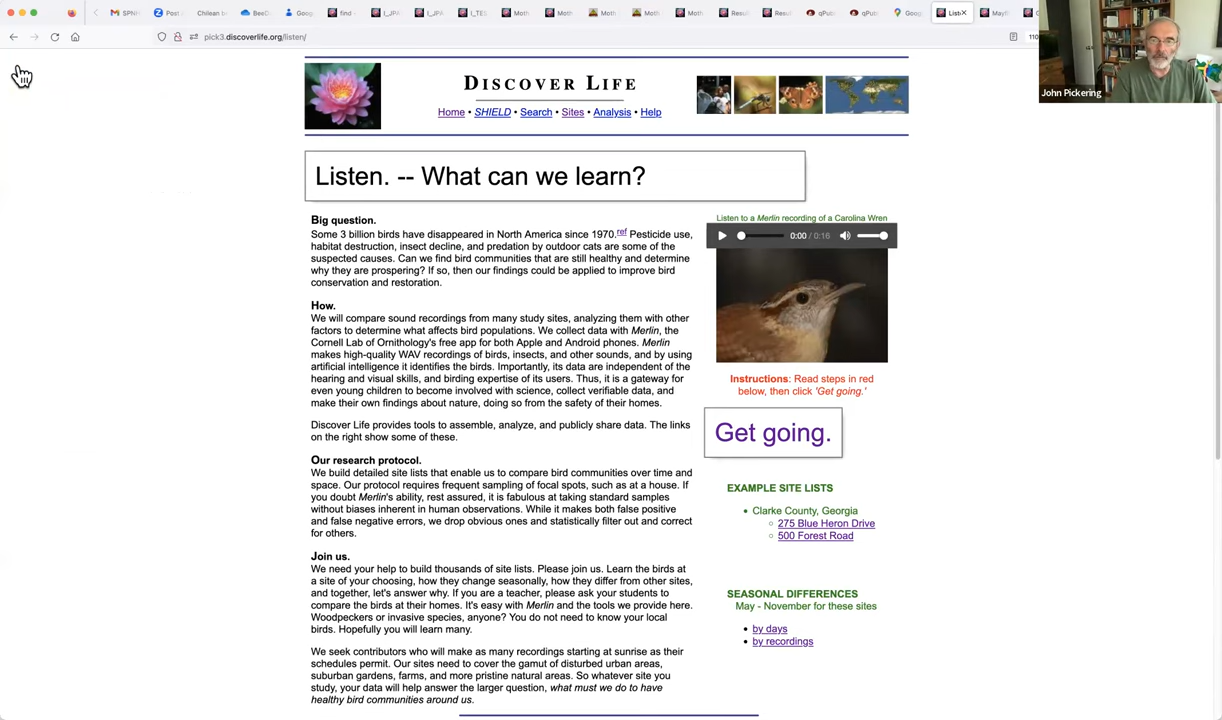 SPNH
Post
Chilean b
BeeD
Goog
find -
I_JPA
I_JPA
I_TES
Moth
Moth
Moth
Moth
Moth
Resul
Resul
qPub
qPub
Goog
List
MayB
pick3.discoverlife.org/listen/
110
John Pickering
DISCOVER LIFE
Home • SHIELD • Search • Sites • Analysis • Help
Listen. -- What can we learn?
Big question.
Some 3 billion birds have disappeared in North America since 1970.ref Pesticide use,
habitat destruction, insect decline, and predation by outdoor cats are some of the
suspected causes. Can we find bird communities that are still healthy and determine
why they are prospering? If so, then our findings could be applied to improve bird
conservation and restoration.
How.
We will compare sound recordings from many study sites, analyzing them with other
factors to determine what affects bird populations. We collect data with Merlin, the
Cornell Lab of Ornithology's free app for both Apple and Android phones. Merlin
makes high-quality WAV recordings of birds, insects, and other sounds, and by using
artificial intelligence it identifies the birds. Importantly, its data are independent of the
hearing and visual skills, and birding expertise of its users. Thus, it is a gateway for
even young children to become involved with science, collect verifiable data, and
make their own findings about nature, doing so from the safety of their homes.
Discover Life provides tools to assemble, analyze, and publicly share data. The links
on the right show some of these.
Our research protocol.
We build detailed site lists that enable us to compare bird communities over time and
space. Our protocol requires frequent sampling of focal spots, such as at a house. If
you doubt Merlin's ability, rest assured, it is fabulous at taking standard samples
without biases inherent in human observations. While it makes both false positive
and false negative errors, we drop obvious ones and statistically filter out and correct
for others.
Join us.
We need your help to build thousands of site lists. Please join us. Learn the birds at
a site of your choosing, how they change seasonally, how they differ from other sites,
and together, let's answer why. If you are a teacher, please ask your students to
compare the birds at their homes. It's easy with Merlin and the tools we provide here.
Woodpeckers or invasive species, anyone? You do not need to know your local
birds. Hopefully you will learn many.
We seek contributors who will make as many recordings starting at sunrise as their
schedules permit. Our sites need to cover the gamut of disturbed urban areas,
suburban gardens, farms, and more pristine natural areas. So whatever site you
study, your data will help answer the larger question, what must we do to have
healthy bird communities around us.
Listen to a Merlin recording of a Carolina Wren
0:00 / 0:16
Instructions: Read steps in red
below, then click 'Get going.'
Get going.
EXAMPLE SITE LISTS
• Clarke County, Georgia
275 Blue Heron Drive
500 Forest Road
SEASONAL DIFFERENCES
May - November for these sites
• by days
• by recordings